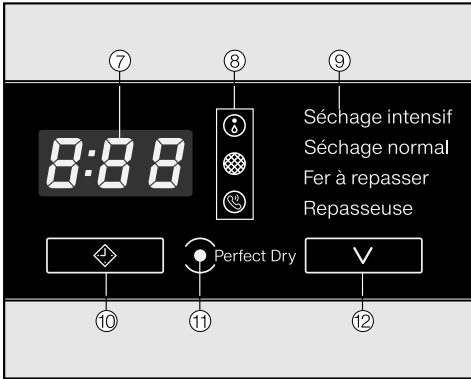 ⑦ ⑧ ⑨
8:88
Séchage intensif
Séchage normal
Fer à repasser
Repasseuse
Perfect Dry
⑩ ⑪ ⑫